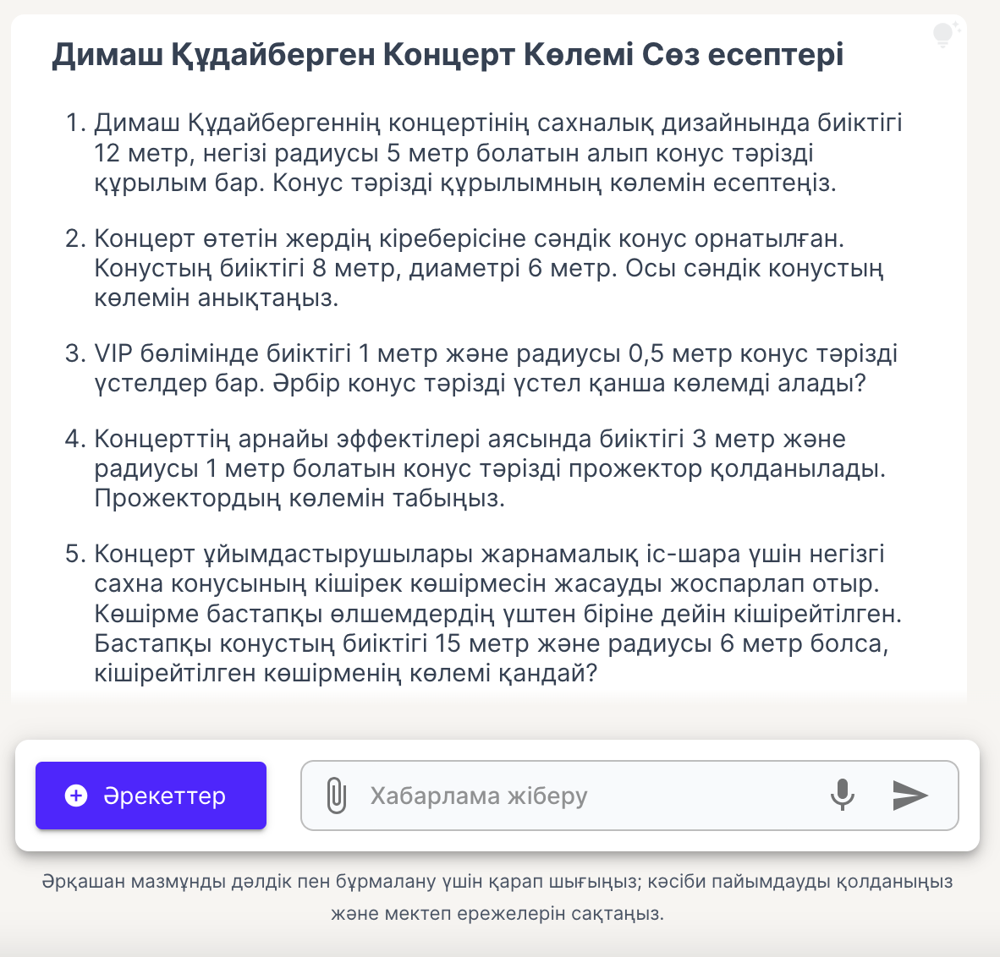 Димаш Құдайберген Концерт Көлемі Сөз есептері
1. Димаш Құдайбергеннің концертінің сахналық дизайнында биіктігі
12 метр, негізі радиусы 5 метр болатын алып конус тәрізді
құрылым бар. Конус тәрізді құрылымның көлемін есептеңіз.
2. Концерт өтетін жердің кіреберісіне сәндік конус орнатылған.
Конустың биіктігі 8 метр, диаметрі 6 метр. Осы сәндік конустың
көлемін анықтаңыз.
3. VIP бөлімінде биіктігі 1 метр және радиусы 0,5 метр конус тәрізді
үстелдер бар. Әрбір конус тәрізді үстел қанша көлемді алады?
4. Концерттің арнайы эффектілері аясында биіктігі 3 метр және
радиусы 1 метр болатын конус тәрізді прожектор қолданылады.
Прожектордың көлемін табыңыз.
5. Концерт ұйымдастырушылары жарнамалық іс-шара үшін негізгі
сахна конусының кішірек көшірмесін жасауды жоспарлап отыр.
Көшірме бастапқы өлшемдердің үштен біріне дейін кішірейтілген.
Бастапқы конустың биіктігі 15 метр және радиусы 6 метр болса,
кішірейтілген көшірменің көлемі қандай?
Әрекеттер
Хабарлама жіберу
Әрқашан мазмұнды дәлдік пен бұрмалану үшін қарап шығыңыз; кәсіби пайымдауды қолданыңыз
және мектеп ережелерін сақтаңыз.